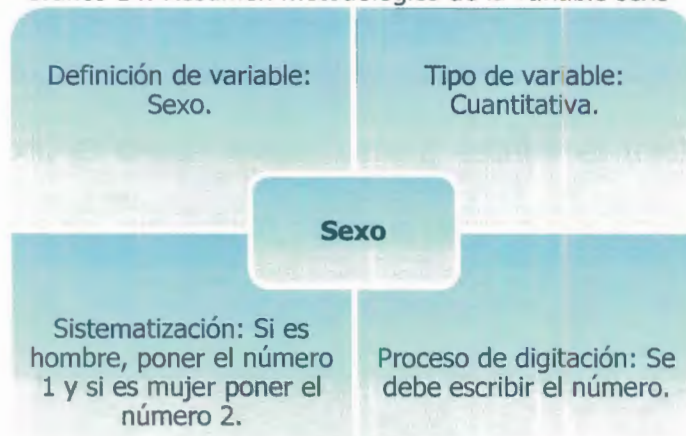 Definición de variable:
Sexo.
Tipo de variable:
Cuantitativa.
Sexo
Sistematización: Si es
hombre, poner el número
1 y si es mujer poner el
número 2.
Proceso de digitación: Se
debe escribir el número.